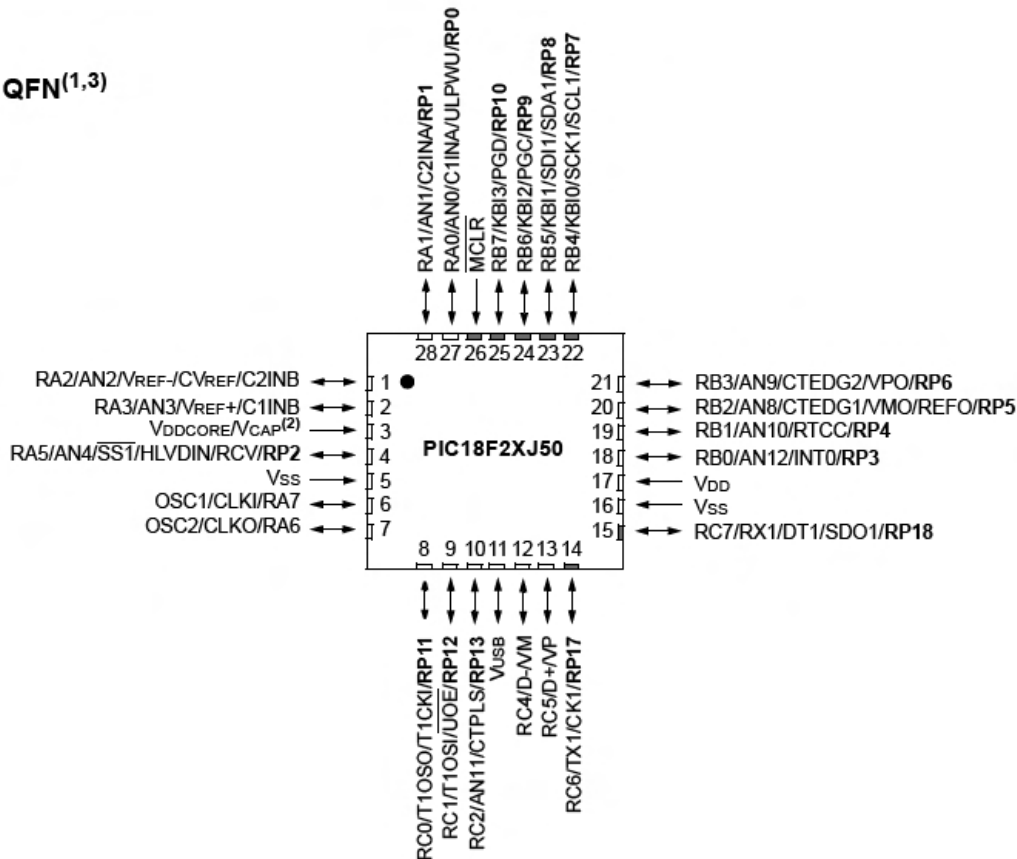 QFN(1,3)
RA1/AN1/C2INA/RP1
RA0/AN0/C1INA/ULPWU/RP0
MCLR
RB7/KBI3/PGD/RP10
RB6/KBI2/PGC/RP9
RB5/KBI1/SDI1/SDA1/RP8
RB4/KBI0/SCK1/SCL1/RP7
28 27 26 25 24 23 22
RA2/AN2/VREF-/CVREF/C2INB 1
RA3/AN3/VREF+/C1INB 2
VDDCORE/VCAP(2) 3
RA5/AN4/SS1/HLVDIN/RCV/RP2 4
VSS 5
OSC1/CLKI/RA7 6
OSC2/CLKO/RA6 7
PIC18F2XJ50
21 RB3/AN9/CTEDG2/VPO/RP6
20 RB2/AN8/CTEDG1/VMO/REFO/RP5
19 RB1/AN10/RTCC/RP4
18 RB0/AN12/INT0/RP3
17 VDD
16 VSS
15 RC7/RX1/DT1/SDO1/RP18
8 9 10 11 12 13 14
RC0/T1OSO/T1CKI/RP11
RC1/T1OSI/UOE/RP12
RC2/AN11/CTPLS/RP13
VUSB
RC4/D-/VM
RC5/D+/VP
RC6/TX1/CK1/RP17